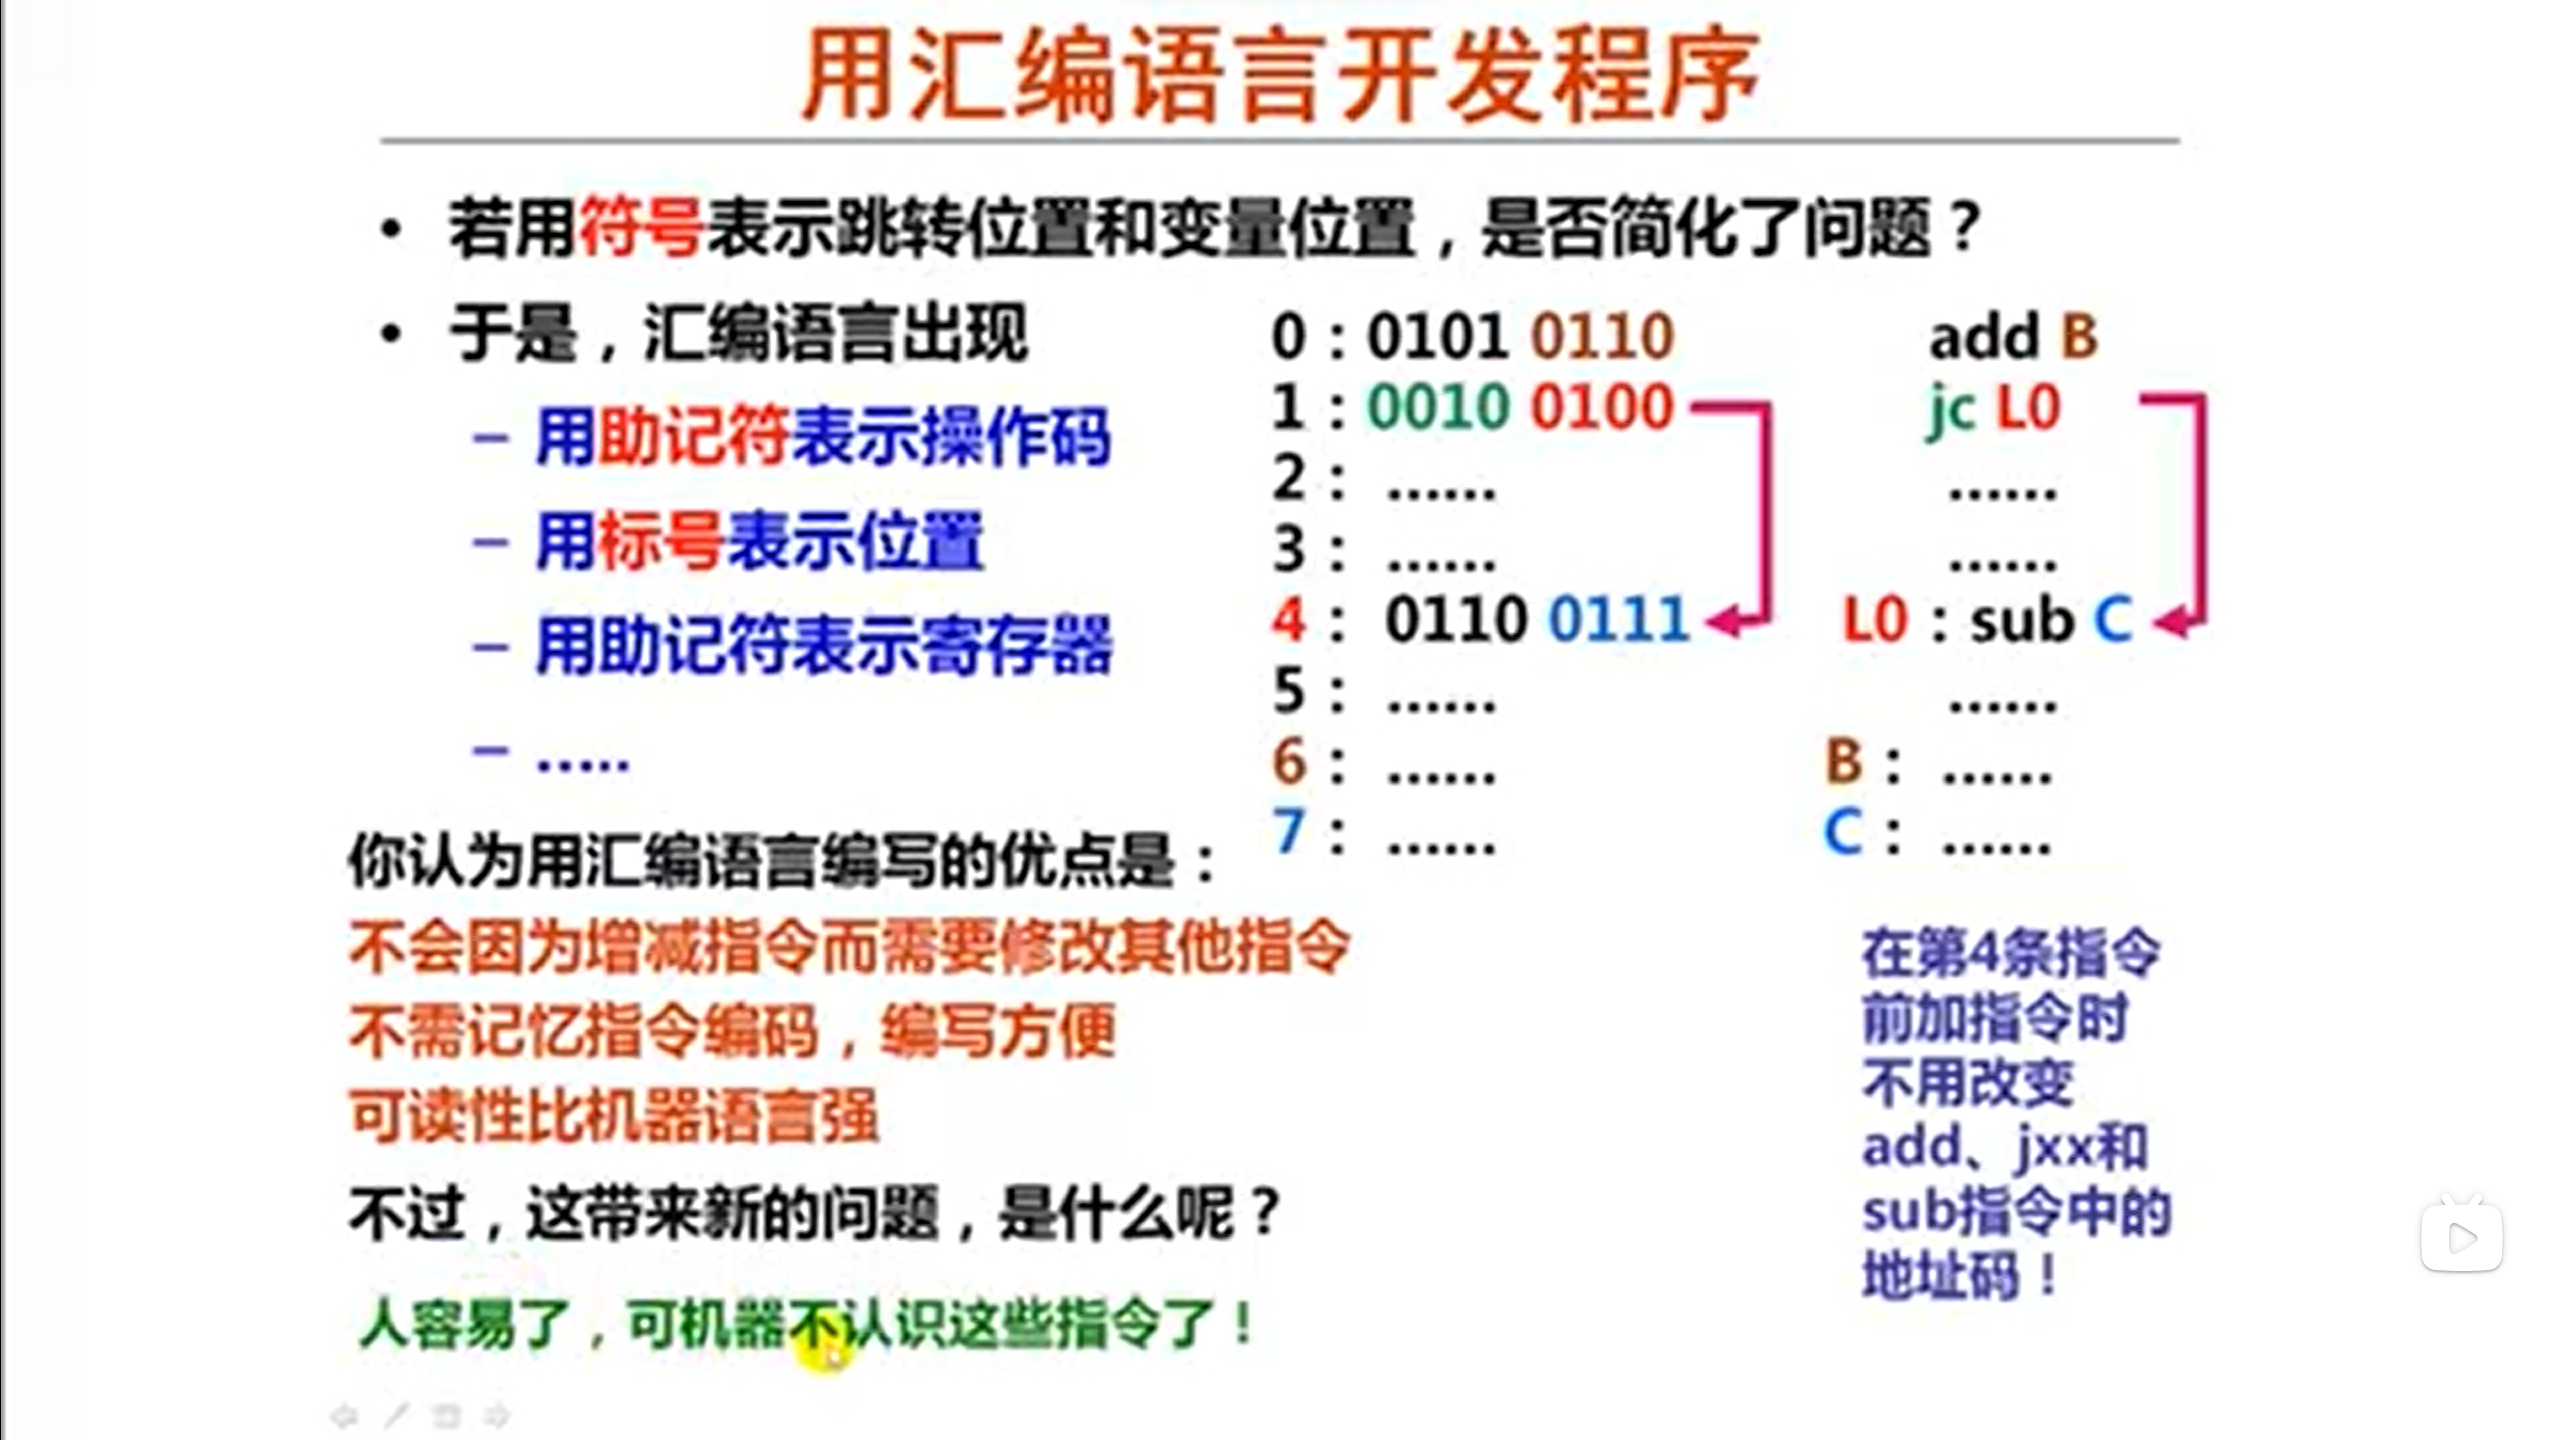 用汇编语言开发程序
• 若用符号表示跳转位置和变量位置，是否简化了问题？
• 于是，汇编语言出现
– 用助记符表示操作码
– 用标号表示位置
– 用助记符表示寄存器
– .....
0：0101 0110
1：0010 0100
2： ......
3： ......
4： 0110 0111
5： ......
6： ......
7： ......
add B
jc L0
......
......
L0：sub C
......
B： ......
C： ......
你认为用汇编语言编写的优点是：
不会因为增减指令而需要修改其他指令
不需记忆指令编码，编写方便
可读性比机器语言强
不过，这带来新的问题，是什么呢？
人容易了，可机器不认识这些指令了！
在第4条指令
前加指令时
不用改变
add、jxx和
sub指令中的
地址码！